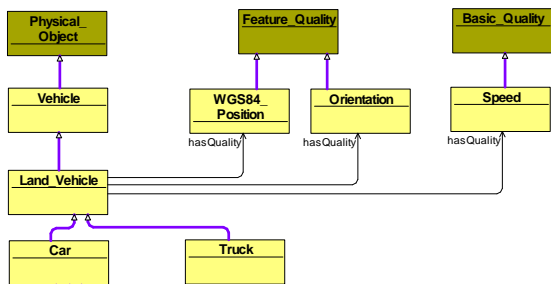 Physical_
Object
Feature_Quality
Basic_Quality
Vehicle
WGS84_
Position
Orientation
Speed
hasQuality
hasQuality
hasQuality
Land_Vehicle
Car
Truck